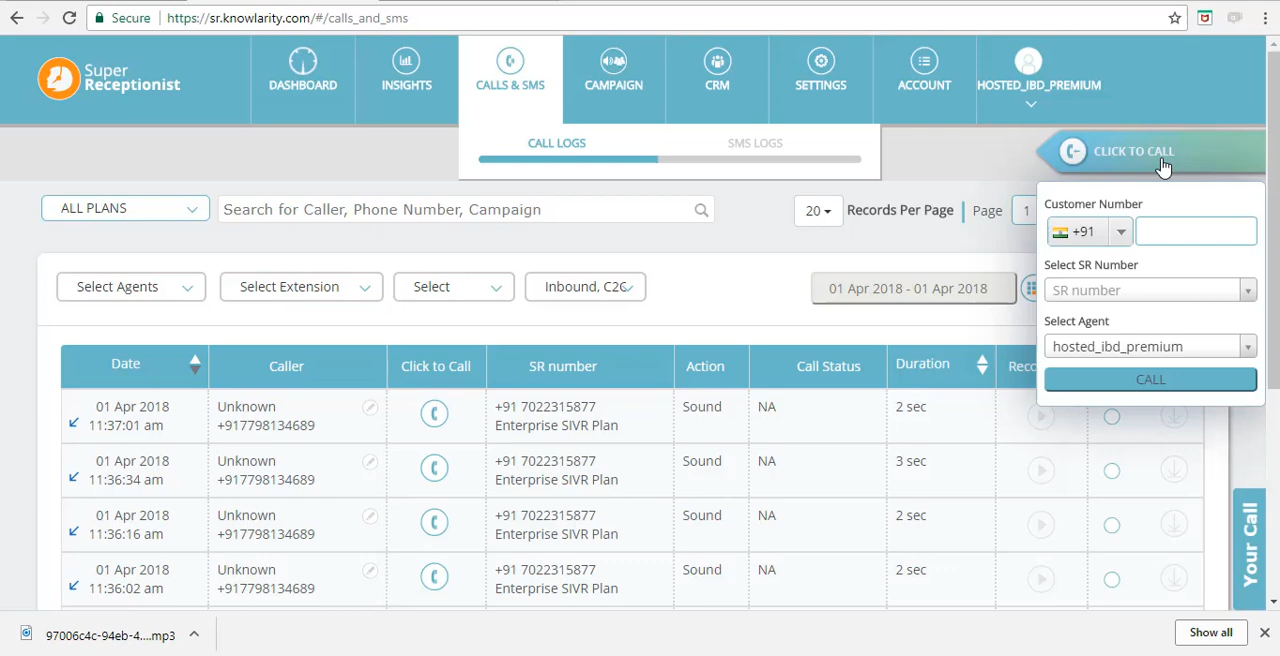 Secure
https://sr.knowlarity.com/#/calls_and_sms
Super
Receptionist
DASHBOARD
INSIGHTS
CALLS & SMS
CAMPAIGN
CRM
SETTINGS
ACCOUNT
HOSTED_IBD_PREMIUM
CALL LOGS
SMS LOGS
CLICK TO CALL
ALL PLANS
Search for Caller, Phone Number, Campaign
20
Records Per Page
Page
1
Customer Number
+91
Select SR Number
SR number
Select Agent
hosted_ibd_premium
CALL
Select Agents
Select Extension
Select
Inbound, C2C
01 Apr 2018 - 01 Apr 2018
Date
Caller
Click to Call
SR number
Action
Call Status
Duration
Reco
01 Apr 2018
11:37:01 am
Unknown
+917798134689
+91 7022315877
Enterprise SIVR Plan
Sound
NA
2 sec
01 Apr 2018
11:36:34 am
Unknown
+917798134689
+91 7022315877
Enterprise SIVR Plan
Sound
NA
3 sec
01 Apr 2018
11:36:16 am
Unknown
+917798134689
+91 7022315877
Enterprise SIVR Plan
Sound
NA
2 sec
01 Apr 2018
11:36:02 am
Unknown
+917798134689
+91 7022315877
Enterprise SIVR Plan
Sound
NA
2 sec
Your Call
97006c4c-94eb-4....mp3
Show all